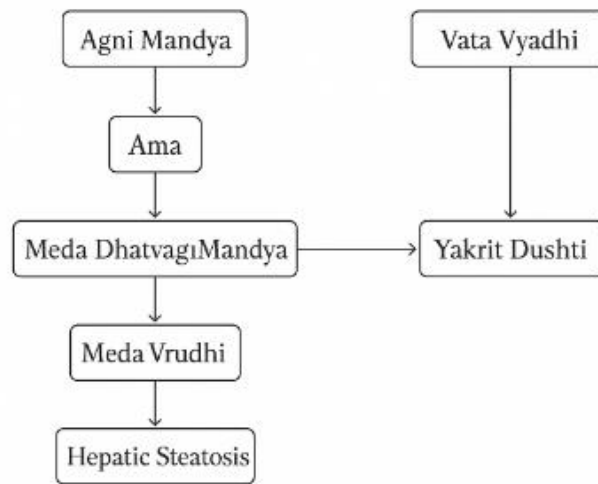 Agni Mandya
Vata Vyadhi
Ama
Meda DhatvagıMandya
Yakrit Dushti
Meda Vrudhi
Hepatic Steatosis